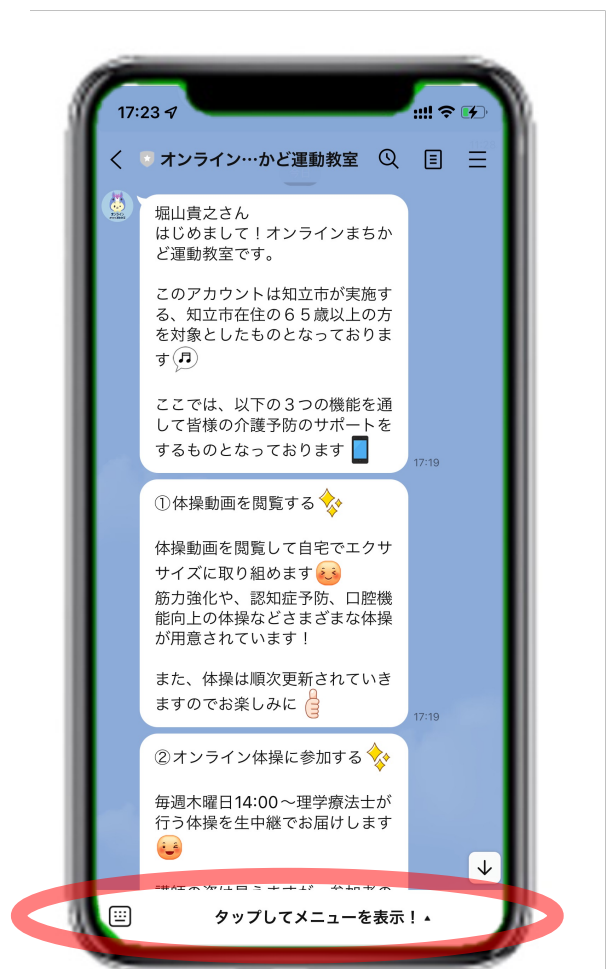 17:23
オンライン…かど運動教室
堀山貴之さん
はじめまして！オンラインまちか
ど運動教室です。
このアカウントは知立市が実施す
る、知立市在住の６５歳以上の方
を対象としたものとなっておりま
す
ここでは、以下の３つの機能を通
して皆様の介護予防のサポートを
するものとなっております
17:19
①体操動画を閲覧する
体操動画を閲覧して自宅でエクサ
サイズに取り組めます
筋力強化や、認知症予防、口腔機
能向上の体操などさまざまな体操
が用意されています！
また、体操は順次更新されていき
ますのでお楽しみに
17:19
②オンライン体操に参加する
毎週木曜日14:00～理学療法士が
行う体操を生中継でお届けします
タップしてメニューを表示！▲